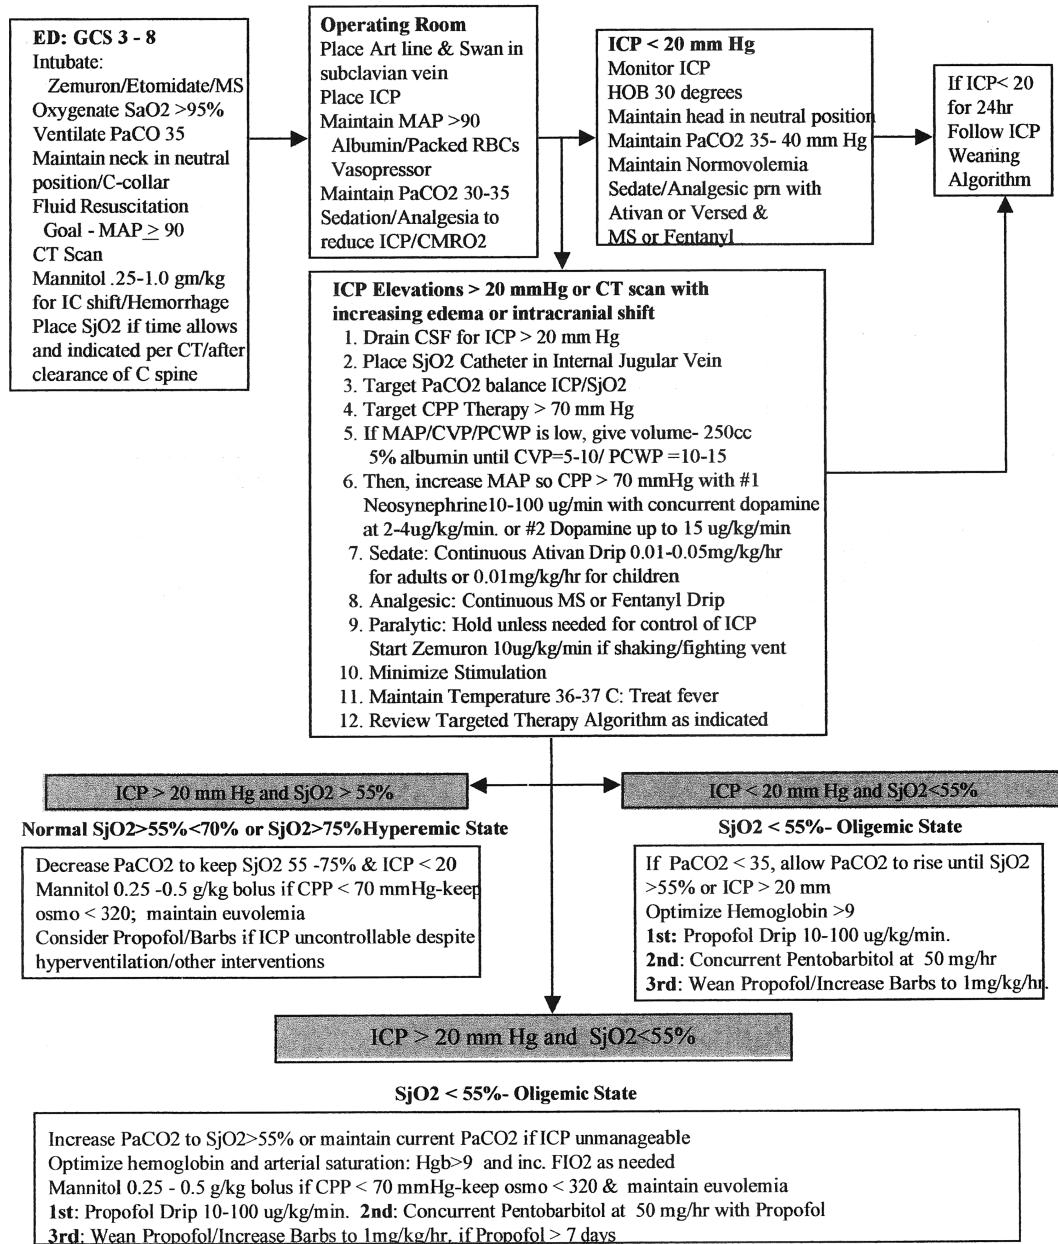 ED: GCS 3 - 8
Intubate:
Zemuron/Etomidate/MS
Oxygenate SaO2 >95%
Ventilate PaCO 35
Maintain neck in neutral
position/C-collar
Fluid Resuscitation
Goal - MAP ≥ 90
CT Scan
Mannitol .25-1.0 gm/kg
for IC shift/Hemorrhage
Place SjO2 if time allows
and indicated per CT/after
clearance of C spine
Operating Room
Place Art line & Swan in
subclavian vein
Place ICP
Maintain MAP >90
Albumin/Packed RBCs
Vasopressor
Maintain PaCO2 30-35
Sedation/Analgesia to
reduce ICP/CMRO2
ICP < 20 mm Hg
Monitor ICP
HOB 30 degrees
Maintain head in neutral position
Maintain PaCO2 35- 40 mm Hg
Maintain Normovolemia
Sedate/Analgesic prn with
Ativan or Versed &
MS or Fentanyl
If ICP< 20
for 24hr
Follow ICP
Weaning
Algorithm
ICP Elevations > 20 mmHg or CT scan with
increasing edema or intracranial shift
1. Drain CSF for ICP > 20 mm Hg
2. Place SjO2 Catheter in Internal Jugular Vein
3. Target PaCO2 balance ICP/SjO2
4. Target CPP Therapy > 70 mm Hg
5. If MAP/CVP/PCWP is low, give volume- 250cc
5% albumin until CVP=5-10/ PCWP =10-15
6. Then, increase MAP so CPP > 70 mmHg with #1
Neosynephrine10-100 ug/min with concurrent dopamine
at 2-4ug/kg/min. or #2 Dopamine up to 15 ug/kg/min
7. Sedate: Continuous Ativan Drip 0.01-0.05mg/kg/hr
for adults or 0.01mg/kg/hr for children
8. Analgesic: Continuous MS or Fentanyl Drip
9. Paralytic: Hold unless needed for control of ICP
Start Zemuron 10ug/kg/min if shaking/fighting vent
10. Minimize Stimulation
11. Maintain Temperature 36-37 C: Treat fever
12. Review Targeted Therapy Algorithm as indicated
ICP > 20 mm Hg and SjO2 > 55%
Normal SjO2>55%<70% or SjO2>75%Hyperemic State
Decrease PaCO2 to keep SjO2 55 -75% & ICP < 20
Mannitol 0.25 -0.5 g/kg bolus if CPP < 70 mmHg-keep
osmo < 320; maintain euvolemia
Consider Propofol/Barbs if ICP uncontrollable despite
hyperventilation/other interventions
ICP < 20 mm Hg and SjO2<55%
SjO2 < 55%- Oligemic State
If PaCO2 < 35, allow PaCO2 to rise until SjO2
>55% or ICP > 20 mm
Optimize Hemoglobin >9
1st: Propofol Drip 10-100 ug/kg/min.
2nd: Concurrent Pentobarbitol at 50 mg/hr
3rd: Wean Propofol/Increase Barbs to 1mg/kg/hr.
ICP > 20 mm Hg and SjO2<55%
SjO2 < 55%- Oligemic State
Increase PaCO2 to SjO2>55% or maintain current PaCO2 if ICP unmanageable
Optimize hemoglobin and arterial saturation: Hgb>9 and inc. FIO2 as needed
Mannitol 0.25 - 0.5 g/kg bolus if CPP < 70 mmHg-keep osmo < 320 & maintain euvolemia
1st: Propofol Drip 10-100 ug/kg/min. 2nd: Concurrent Pentobarbitol at 50 mg/hr with Propofol
3rd: Wean Propofol/Increase Barbs to 1mg/kg/hr. if Propofol > 7 days